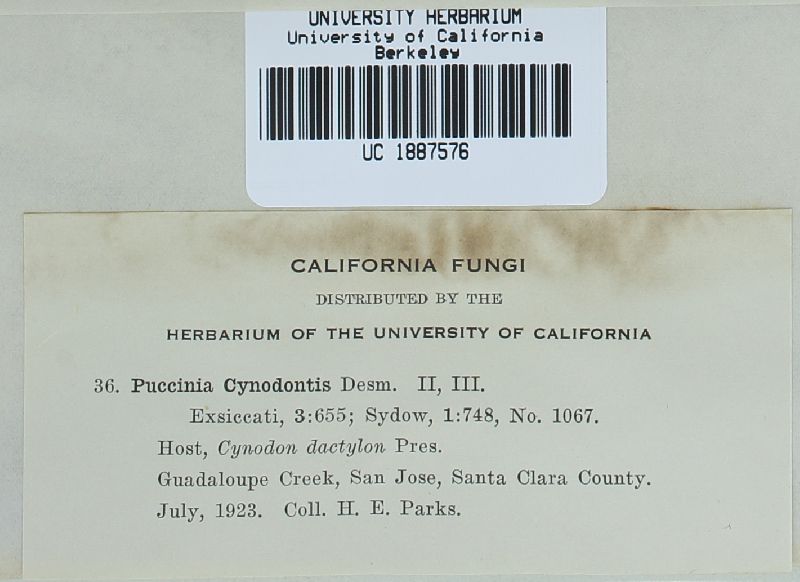 UNIVERSITY HERBARIUM
University of California
Berkeley
UC 1887576
CALIFORNIA FUNGI
DISTRIBUTED BY THE
HERBARIUM OF THE UNIVERSITY OF CALIFORNIA
36. Puccinia Cynodontis Desm. II, III.
Exsiccati, 3:655; Sydow, 1:748, No. 1067.
Host, Cynodon dactylon Pres.
Guadaloupe Creek, San Jose, Santa Clara County.
July, 1923. Coll. H. E. Parks.